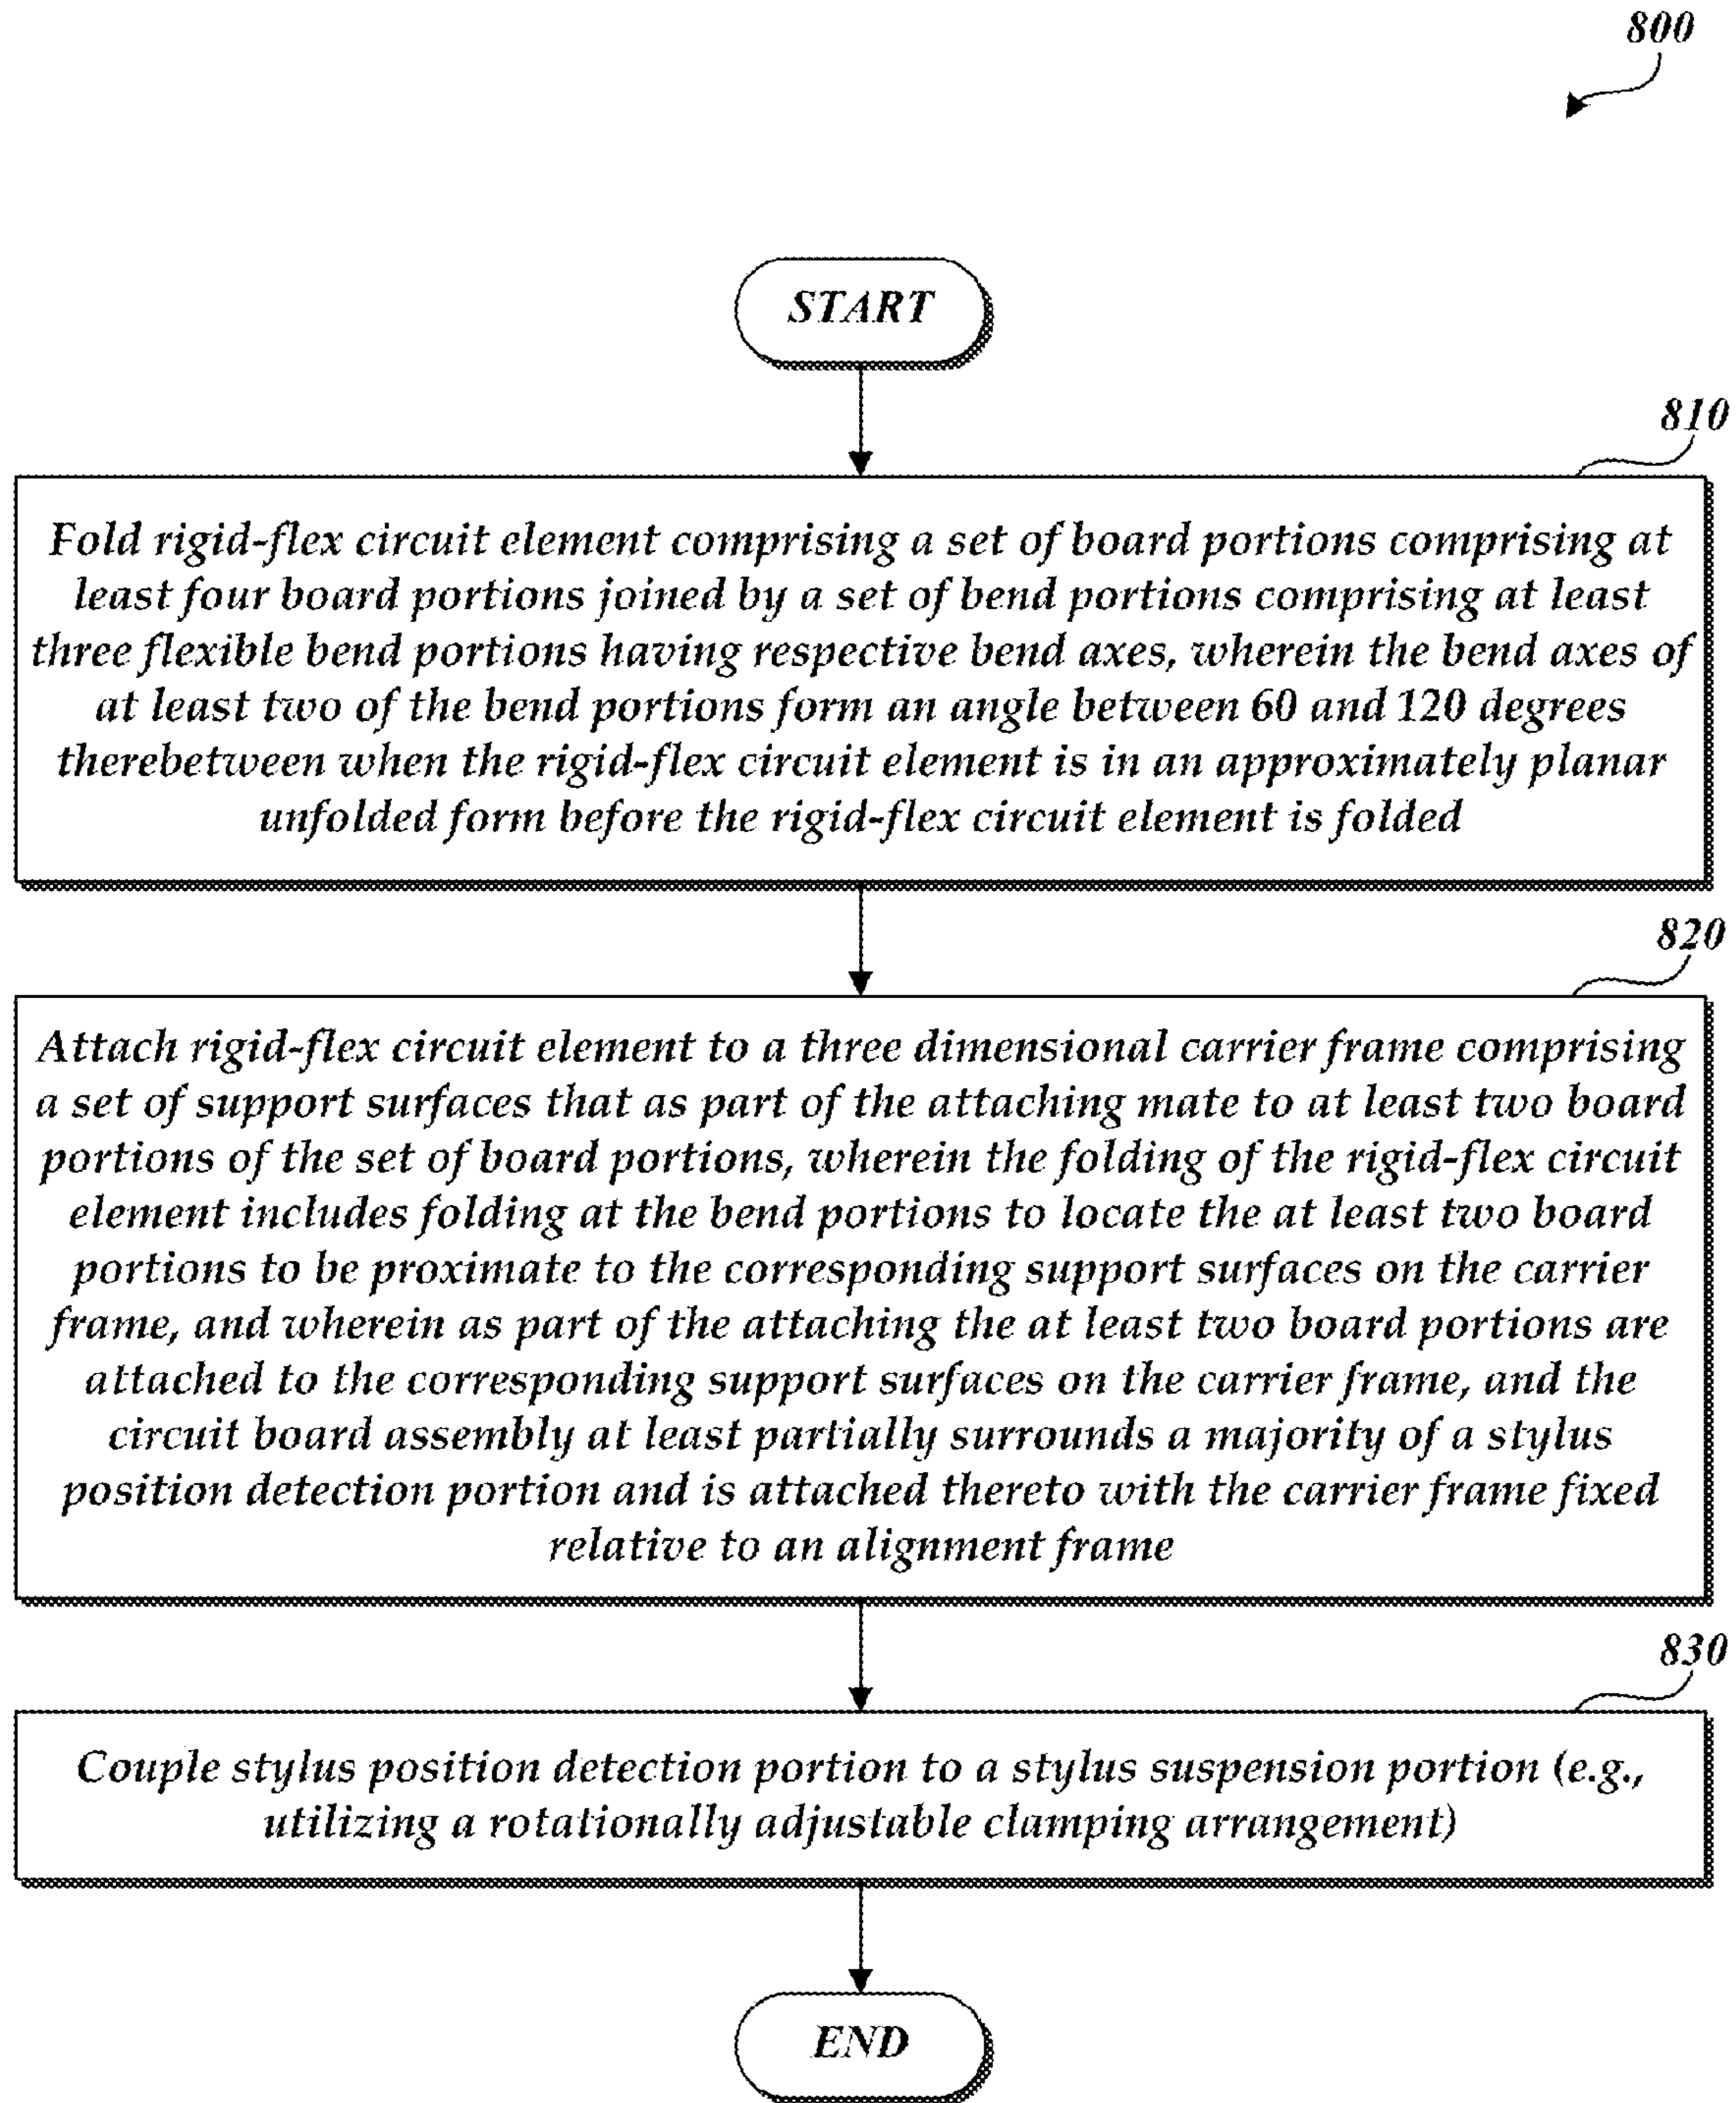 800
START
810
Fold rigid-flex circuit element comprising a set of board portions comprising at
least four board portions joined by a set of bend portions comprising at least
three flexible bend portions having respective bend axes, wherein the bend axes of
at least two of the bend portions form an angle between 60 and 120 degrees
therebetween when the rigid-flex circuit element is in an approximately planar
unfolded form before the rigid-flex circuit element is folded
820
Attach rigid-flex circuit element to a three dimensional carrier frame comprising
a set of support surfaces that as part of the attaching mate to at least two board
portions of the set of board portions, wherein the folding of the rigid-flex circuit
element includes folding at the bend portions to locate the at least two board
portions to be proximate to the corresponding support surfaces on the carrier
frame, and wherein as part of the attaching the at least two board portions are
attached to the corresponding support surfaces on the carrier frame, and the
circuit board assembly at least partially surrounds a majority of a stylus
position detection portion and is attached thereto with the carrier frame fixed
relative to an alignment frame
830
Couple stylus position detection portion to a stylus suspension portion (e.g.,
utilizing a rotationally adjustable clamping arrangement)
END